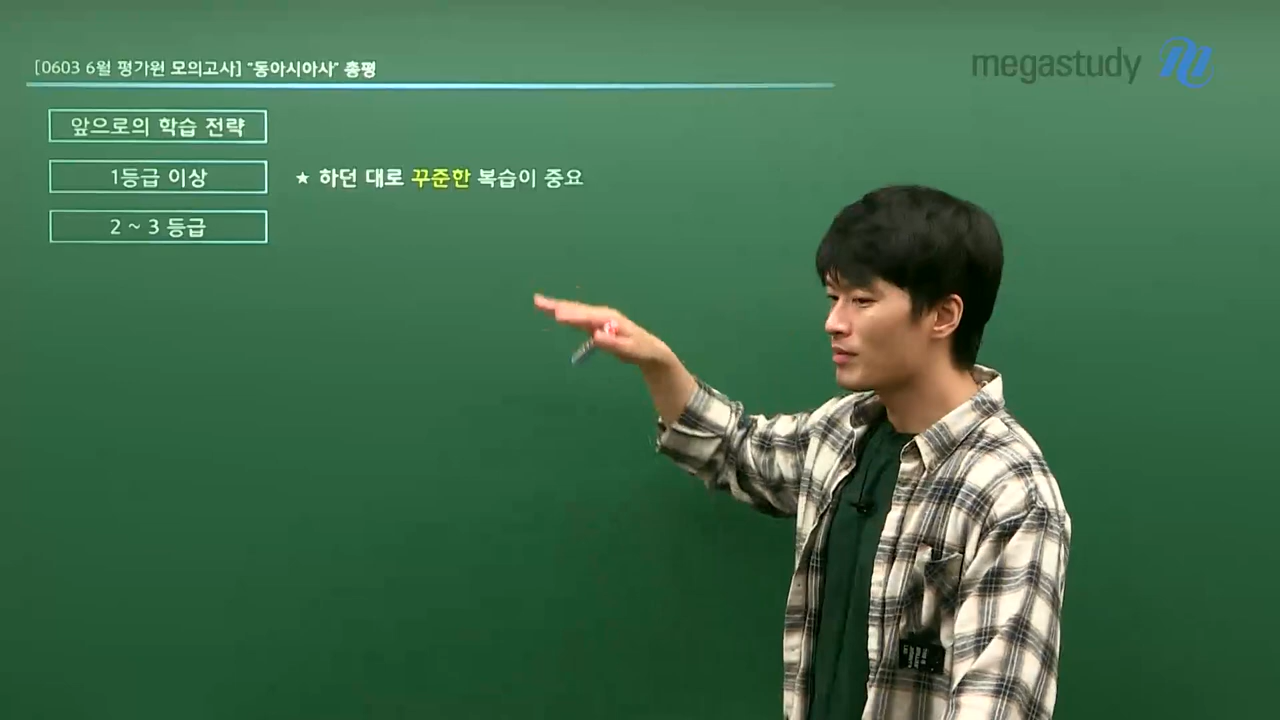 [0603 6월 평가원 모의고사] "동아시아사" 총평
megastudy
앞으로의 학습 전략
1등급 이상
★ 하던 대로 꾸준한 복습이 중요
2 ~ 3 등급